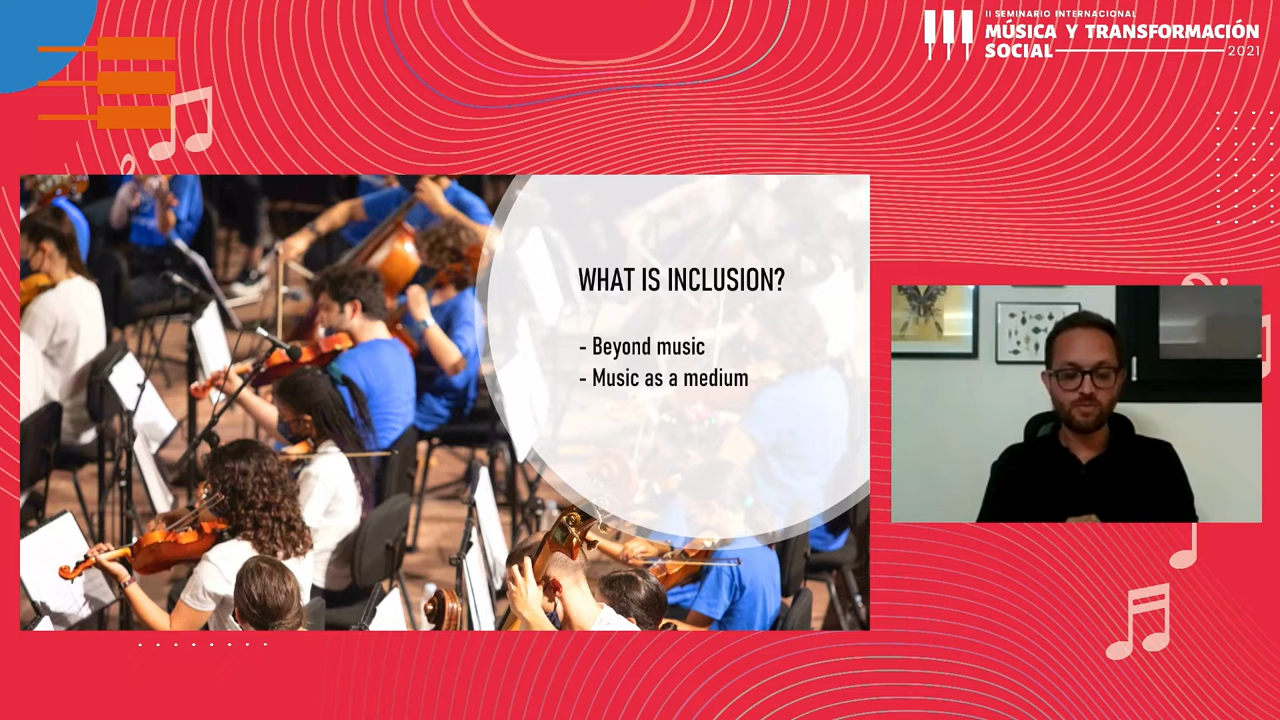 II SEMINARIO INTERNACIONAL
MÚSICA Y TRANSFORMACIÓN
SOCIAL
2021
WHAT IS INCLUSION?
- Beyond music
- Music as a medium